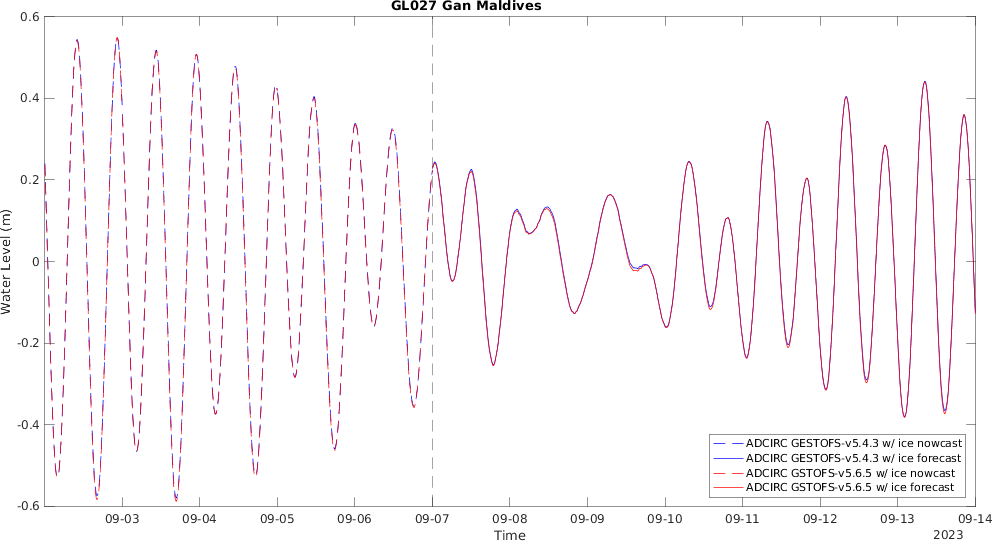 GL027 Gan Maldives
0.6
0.4
0.2
0
-0.2
-0.4
-0.6
Water Level (m)
ADCIRC GESTOFS-v5.4.3 w/ ice nowcast
ADCIRC GESTOFS-v5.4.3 w/ ice forecast
ADCIRC GSTOFS-v5.6.5 w/ ice nowcast
ADCIRC GSTOFS-v5.6.5 w/ ice forecast
09-03 09-04 09-05 09-06 09-07 09-08 09-09 09-10 09-11 09-12 09-13 09-14
Time
2023